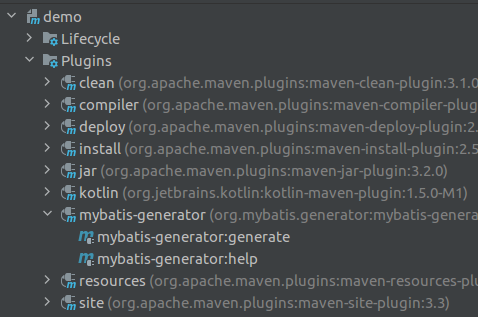 demo
Lifecycle
Plugins
clean (org.apache.maven.plugins:maven-clean-plugin:3.1.0
compiler (org.apache.maven.plugins:maven-compiler-plug
deploy (org.apache.maven.plugins:maven-deploy-plugin:2.
install (org.apache.maven.plugins:maven-install-plugin:2.5
jar (org.apache.maven.plugins:maven-jar-plugin:3.2.0)
kotlin (org.jetbrains.kotlin:kotlin-maven-plugin:1.5.0-M1)
mybatis-generator (org.mybatis.generator:mybatis-genera
mybatis-generator:generate
mybatis-generator:help
resources (org.apache.maven.plugins:maven-resources-plu
site (org.apache.maven.plugins:maven-site-plugin:3.3)